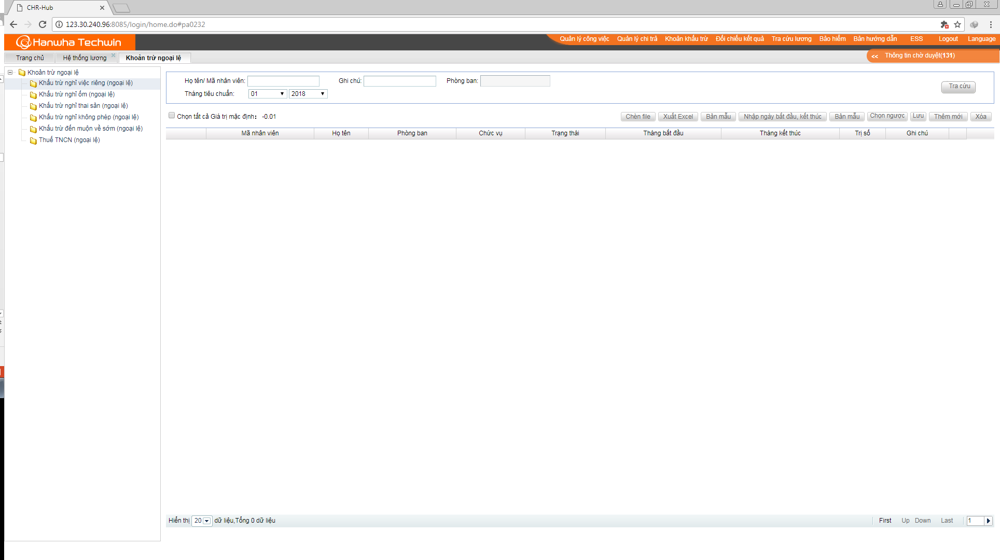 CHR-Hub
123.30.240.96:8085/login/home.do#pa0232
Hanwha Techwin
Quản lý công việc Quản lý chi trả Khoản khấu trừ Đối chiếu kết quả Tra cứu lương Bảo hiểm Bản hướng dẫn ESS Logout Language
Trang chủ Hệ thống lương Khoản trừ ngoại lệ
<< Thông tin chờ duyệt(131)
Khoản trừ ngoại lệ
Khấu trừ nghỉ việc riêng (ngoại lệ)
Khấu trừ nghỉ ốm (ngoại lệ)
Khấu trừ nghỉ thai sản (ngoại lệ)
Khấu trừ nghỉ không phép (ngoại lệ)
Khấu trừ đến muộn về sớm (ngoại lệ)
Thuế TNCN (ngoại lệ)
Họ tên/ Mã nhân viên: Ghi chú: Phòng ban:
Tháng tiêu chuẩn: 01 2018
Tra cứu
Chọn tất cả Giá trị mặc định: -0.01
Chèn file Xuất Excel Bản mẫu Nhập ngày bắt đầu, kết thúc Bản mẫu Chọn ngược Lưu Thêm mới Xóa
Mã nhân viên Họ tên Phòng ban Chức vụ Trạng thái Tháng bắt đầu Tháng kết thúc Trị số Ghi chú
Hiển thị 20 dữ liệu,Tổng 0 dữ liệu
First Up Down Last 1